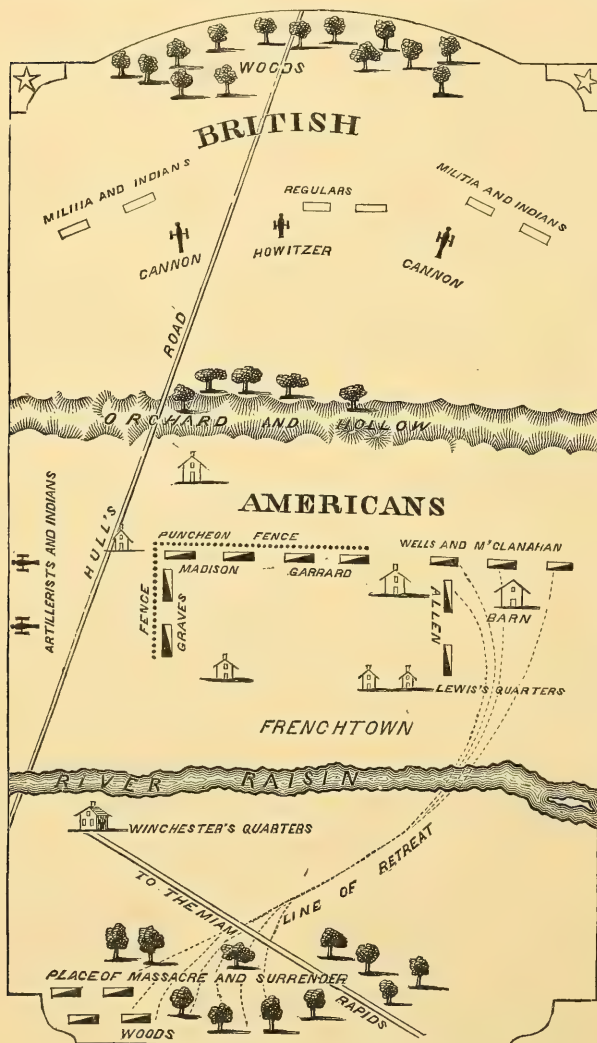 WOODS
BRITISH
MILITIA AND INDIANS
REGULARS
MILITIA AND INDIANS
CANNON
HOWITZER
CANNON
HULL'S ROAD
ORCHARD AND HOLLOW
AMERICANS
ARTILLERISTS AND INDIANS
PUNCHEON FENCE
MADISON
GARRARD
WELLS AND McCLANAHAN
FENCE
GRAVES
ALLEN
BARN
LEWIS'S QUARTERS
FRENCHTOWN
RIVER RAISIN
WINCHESTER'S QUARTERS
LINE OF RETREAT
TO THE MIAMI RAPIDS
PLACE OF MASSACRE AND SURRENDER
WOODS